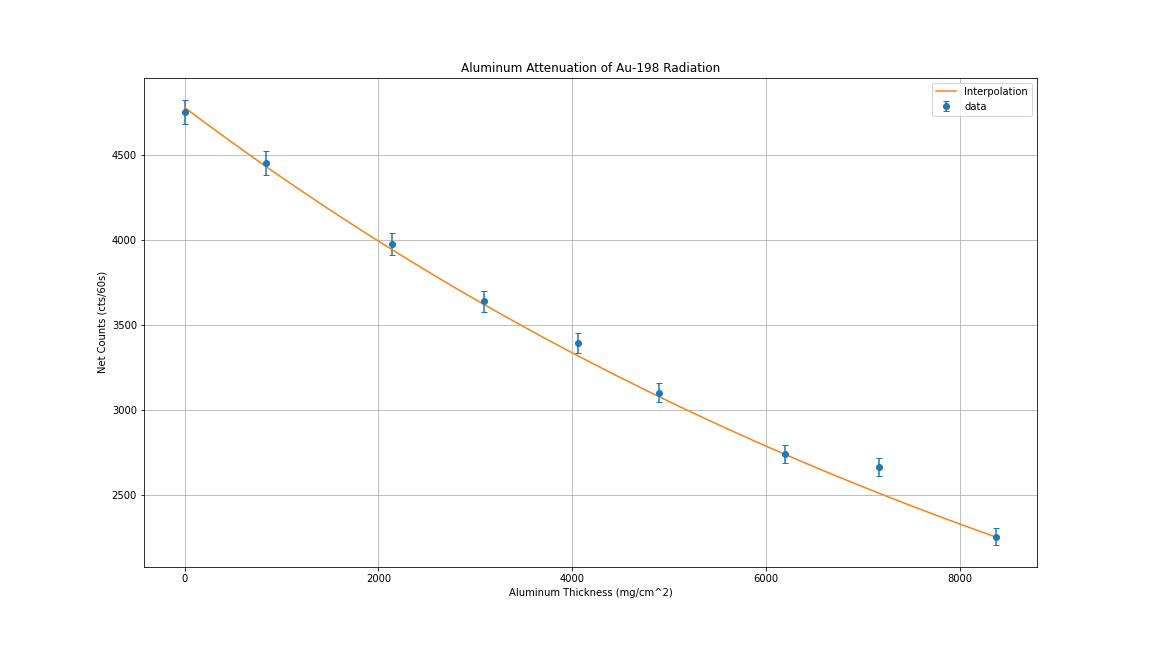 Aluminum Attenuation of Au-198 Radiation
Interpolation
data
Net Counts (cts/60s)
4500
4000
3500
3000
2500
0 2000 4000 6000 8000
Aluminum Thickness (mg/cm^2)